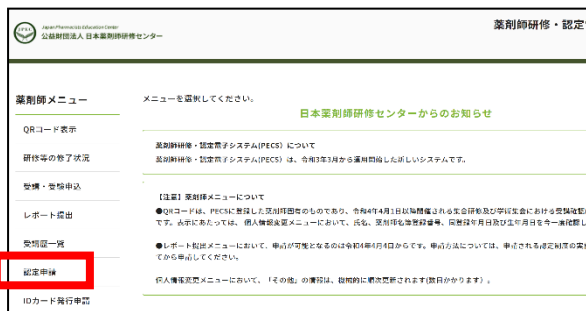 Japan Pharmacists Education Center
公益財団法人 日本薬剤師研修センター
薬剤師研修・認定
薬剤師メニュー
QRコード表示
研修等の修了状況
受講・受験申込
レポート提出
受講歴一覧
認定申請
IDカード発行申請
メニューを選択してください。
日本薬剤師研修センターからのお知らせ
薬剤師研修・認定電子システム(PECS)について
薬剤師研修・認定電子システム(PECS)は、令和3年3月から運用開始した新しいシステムです。
【注意】薬剤師メニューについて
●QRコードは、PECSに登録した薬剤師固有のものであり、令和4年4月1日以降開催される集合研修及び学術集会における受講確認
です。表示にあたっては、個人情報変更メニューにおいて、氏名、薬剤師名簿登録番号、同登録年月日及び生年月日を今一度確認し
●レポート提出メニューにおいて、申請が可能となるのは令和4年4月4日からです。申請方法については、申請される認定制度の実
てから申請してください。
個人情報変更メニューにおいて、「その他」の情報は、機械的に順次更新されます(数日かかります)。